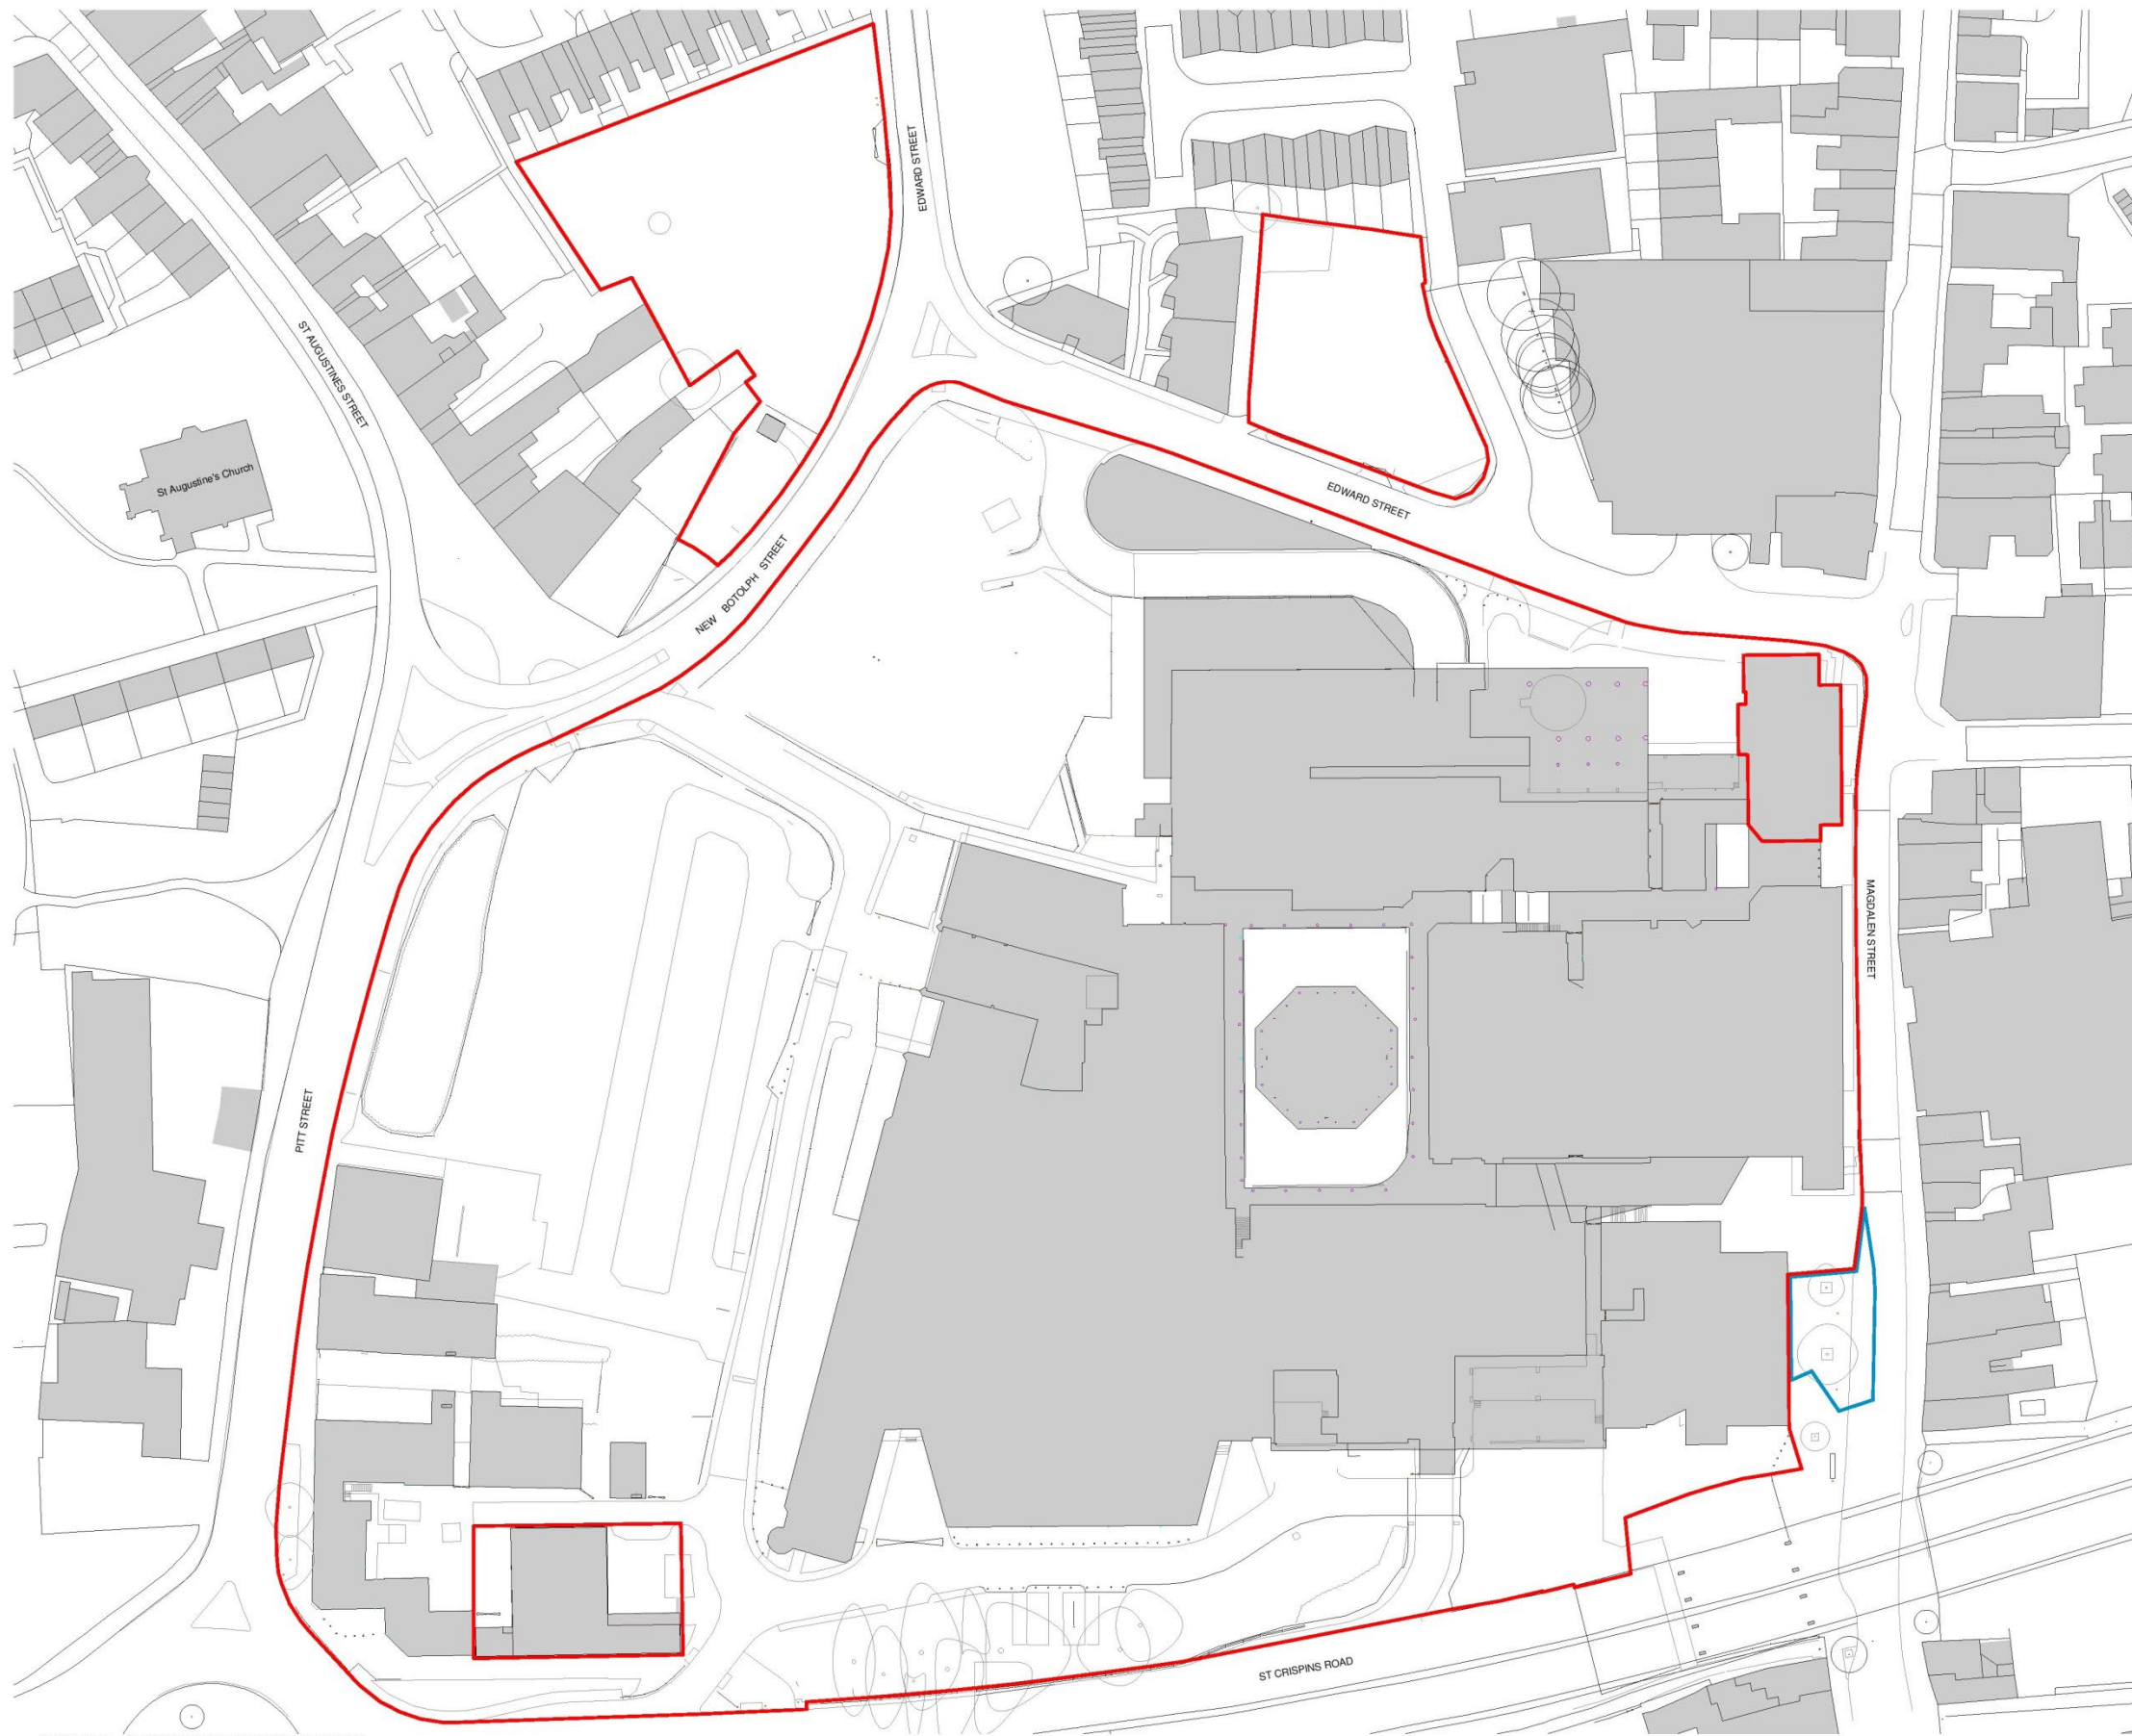 EDWARD STREET
ST AUGUSTINES STREET
St Augustine's Church
EDWARD STREET
NEW BOTOLPH STREET
MAGDALEN STREET
PITT STREET
ST CRISPINS ROAD